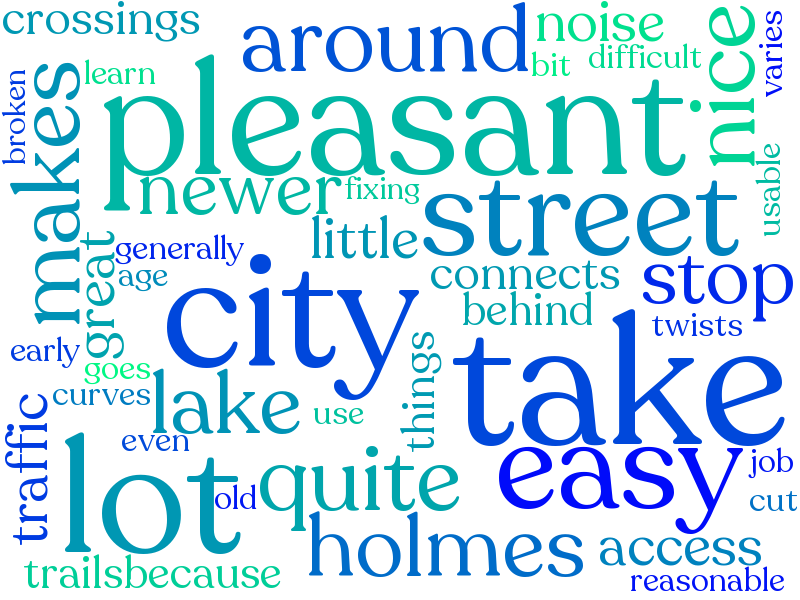 crossings
around
noise
nice
varies
learn
bit
difficult
broken
makes
pleasant
newer
fixing
street
usable
great
generally
little
age
city
connects
stop
behind
twists
early
goes
curves
lake
use
things
take
traffic
even
lot
old
quite
easy
job
cut
holmes
access
trailsbecause
reasonable